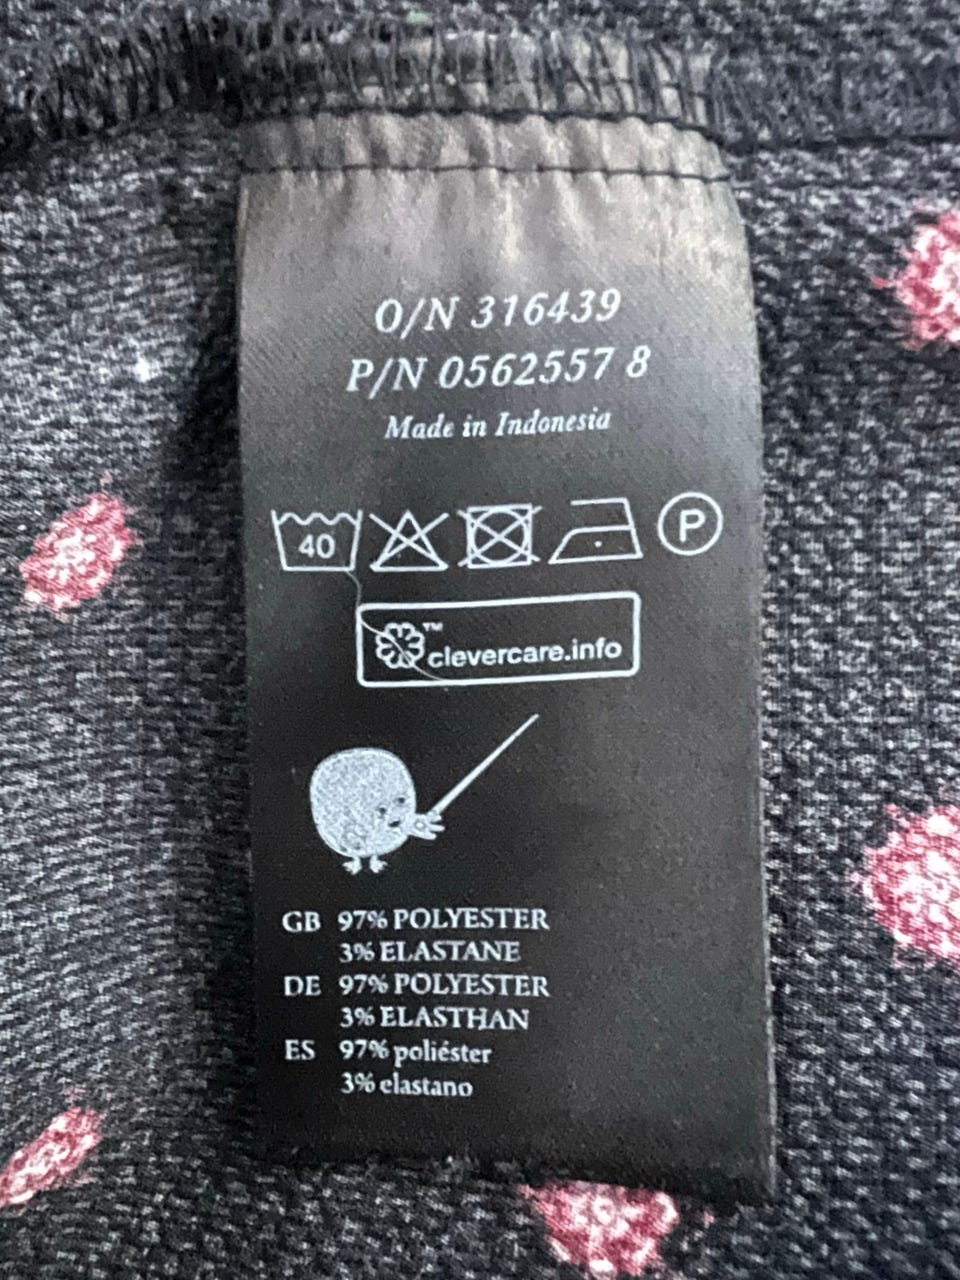 O/N 316439
P/N 0562557 8
Made in Indonesia
40 P
™ clevercare.info
GB 97% POLYESTER
3% ELASTANE
DE 97% POLYESTER
3% ELASTHAN
ES 97% poliéster
3% elastano